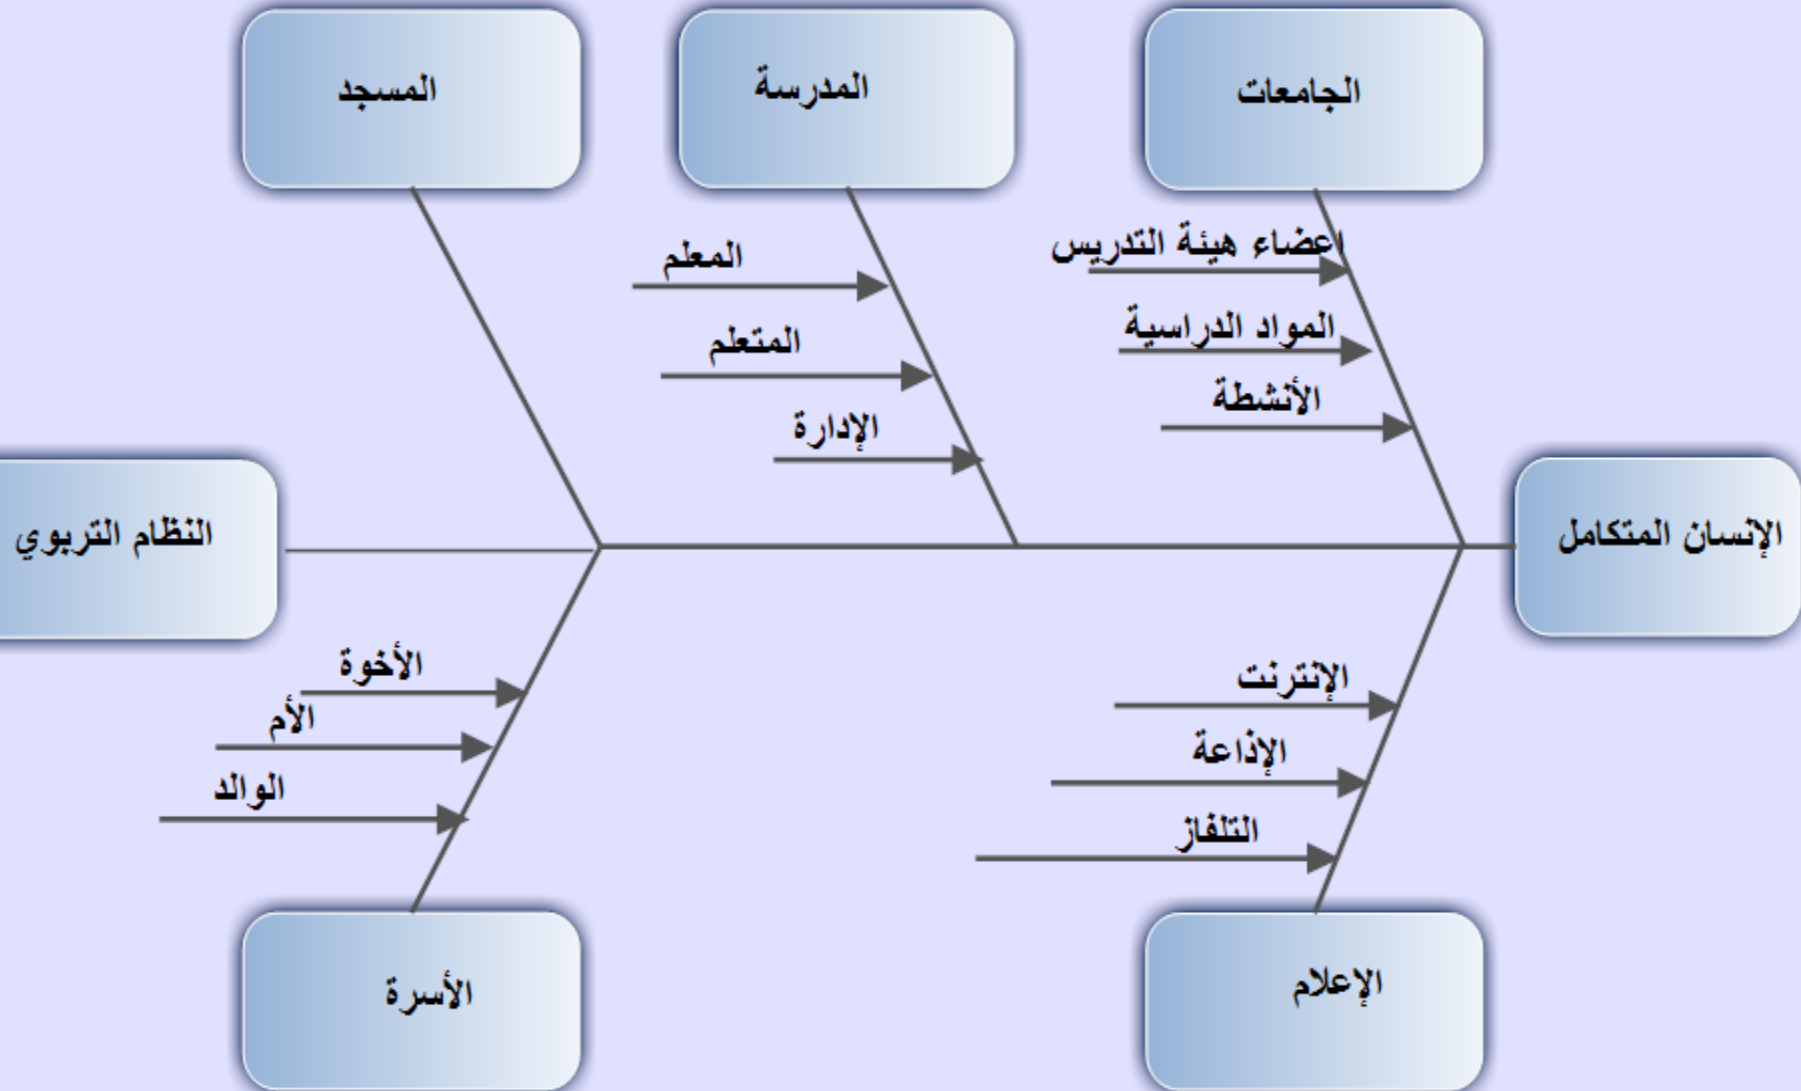 الجامعات
المدرسة
المسجد
اعضاء هيئة التدريس
المواد الدراسية
الأنشطة
المعلم
المتعلم
الإدارة
الإنسان المتكامل
النظام التربوي
الإنترنت
الإذاعة
التلفاز
الأخوة
الأم
الوالد
الإعلام
الأسرة